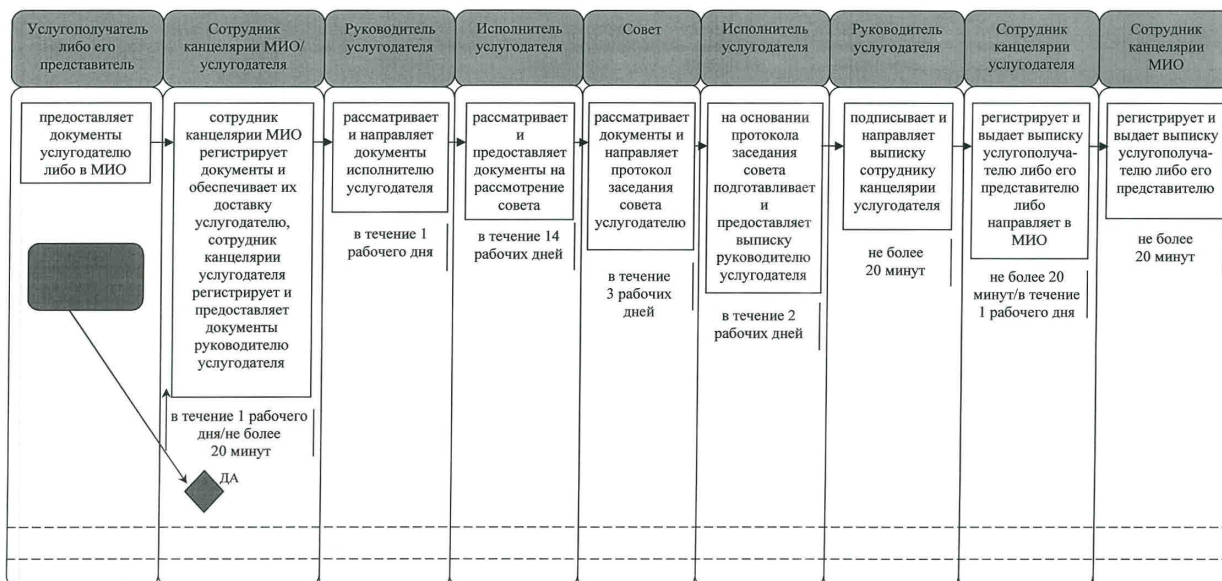 Услугополучатель
либо его
представитель
Сотрудник
канцелярии МИО/
услугодателя
Руководитель
услугодателя
Исполнитель
услугодателя
Совет
Исполнитель
услугодателя
Руководитель
услугодателя
Сотрудник
канцелярии
услугодателя
Сотрудник
канцелярии
МИО
предоставляет
документы
услугодателю
либо в МИО
сотрудник
канцелярии МИО
регистрирует
документы и
обеспечивает их
доставку
услугодателю,
сотрудник
канцелярии
услугодателя
регистрирует и
предоставляет
документы
руководителю
услугодателя
в течение 1 рабочего
дня/не более
20 минут
ДА
рассматривает
и направляет
документы
исполнителю
услугодателя
в течение 1
рабочего дня
рассматривает
и
предоставляет
документы на
рассмотрение
совета
в течение 14
рабочих дней
рассматривает
документы и
направляет
протокол
заседания
совета
услугодателю
в течение
3 рабочих
дней
на основании
протокола
заседания
совета
подготавливает
и
предоставляет
выписку
руководителю
услугодателя
в течение 2
рабочих дней
подписывает и
направляет
выписку
сотруднику
канцелярии
услугодателя
не более
20 минут
регистрирует и
выдает выписку
услугополуча-
телю либо его
представителю
либо
направляет в
МИО
не более 20
минут/в течение
1 рабочего дня
регистрирует и
выдает выписку
услугополуча-
телю либо его
представителю
не более
20 минут